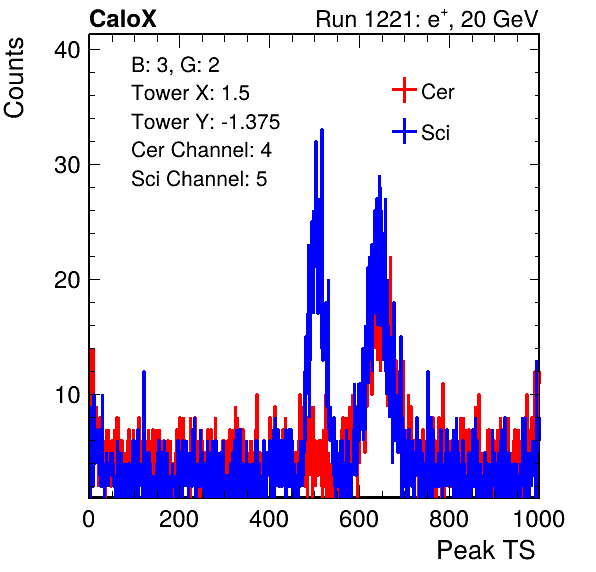 CaloX Run 1221: e⁺, 20 GeV
Counts
40
30
20
10
B: 3, G: 2
Tower X: 1.5
Tower Y: -1.375
Cer Channel: 4
Sci Channel: 5
Cer
Sci
0 200 400 600 800 1000
Peak TS